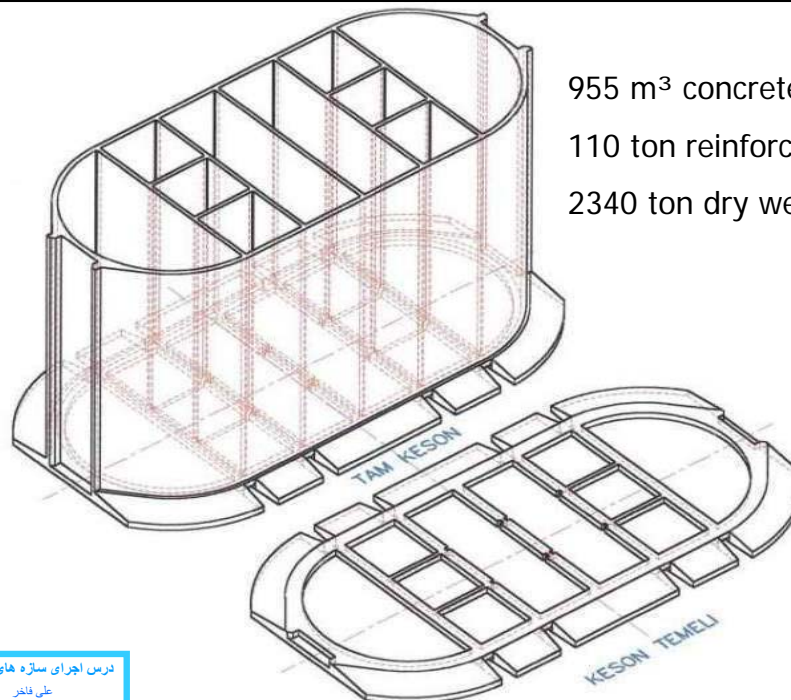 955 m³ concrete
110 ton reinforc
2340 ton dry we
TAM KESON
KESON TEMELI
درس اجرای سازه های
علی فاخر